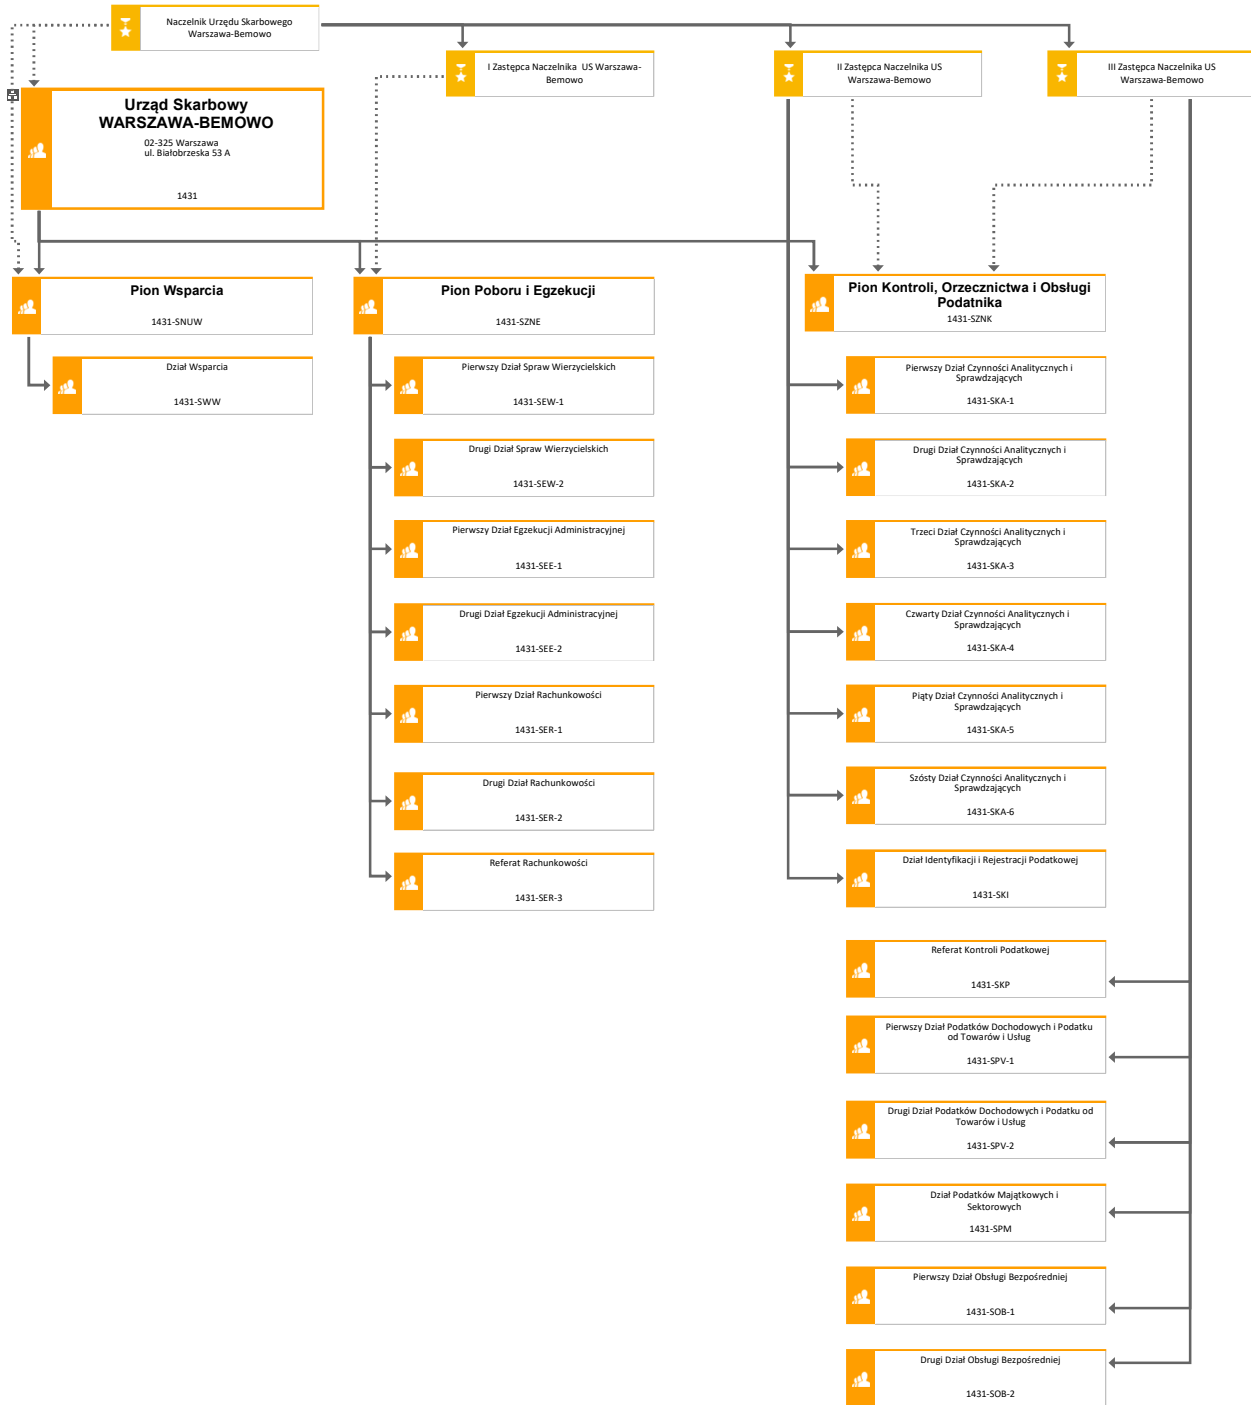 Naczelnik Urzędu Skarbowego
Warszawa-Bemowo
I Zastępca Naczelnika  US Warszawa-
Bemowo
II Zastępca Naczelnika US
Warszawa-Bemowo
III Zastępca Naczelnika US
Warszawa-Bemowo
Urząd Skarbowy
WARSZAWA-BEMOWO
02-325 Warszawa
ul. Białobrzeska 53 A
1431
Pion Wsparcia
1431-SNUW
Dział Wsparcia
1431-SWW
Pion Poboru i Egzekucji
1431-SZNE
Pierwszy Dział Spraw Wierzycielskich
1431-SEW-1
Drugi Dział Spraw Wierzycielskich
1431-SEW-2
Pierwszy Dział Egzekucji Administracyjnej
1431-SEE-1
Drugi Dział Egzekucji Administracyjnej
1431-SEE-2
Pierwszy Dział Rachunkowości
1431-SER-1
Drugi Dział Rachunkowości
1431-SER-2
Referat Rachunkowości
1431-SER-3
Pion Kontroli, Orzecznictwa i Obsługi
Podatnika
1431-SZNK
Pierwszy Dział Czynności Analitycznych i
Sprawdzających
1431-SKA-1
Drugi Dział Czynności Analitycznych i
Sprawdzających
1431-SKA-2
Trzeci Dział Czynności Analitycznych i
Sprawdzających
1431-SKA-3
Czwarty Dział Czynności Analitycznych i
Sprawdzających
1431-SKA-4
Piąty Dział Czynności Analitycznych i
Sprawdzających
1431-SKA-5
Szósty Dział Czynności Analitycznych i
Sprawdzających
1431-SKA-6
Dział Identyfikacji i Rejestracji Podatkowej
1431-SKI
Referat Kontroli Podatkowej
1431-SKP
Pierwszy Dział Podatków Dochodowych i Podatku
od Towarów i Usług
1431-SPV-1
Drugi Dział Podatków Dochodowych i Podatku od
Towarów i Usług
1431-SPV-2
Dział Podatków Majątkowych i
Sektorowych
1431-SPM
Pierwszy Dział Obsługi Bezpośredniej
1431-SOB-1
Drugi Dział Obsługi Bezpośredniej
1431-SOB-2